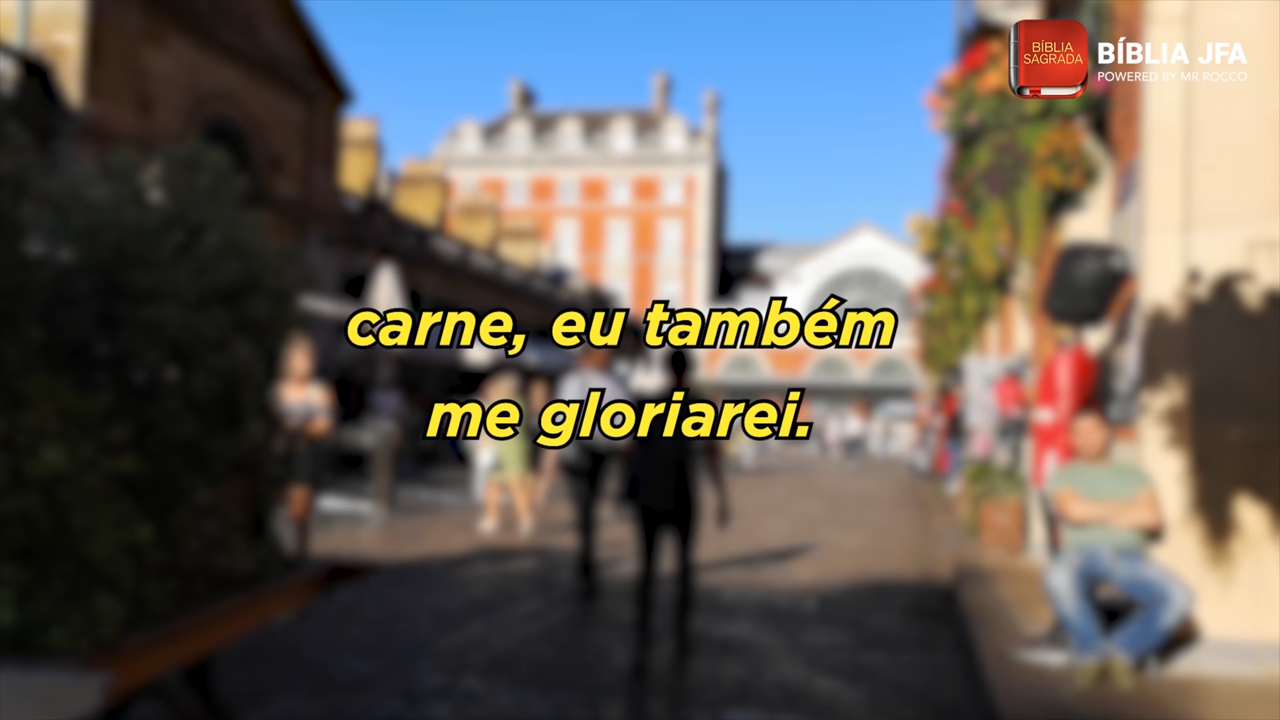 BÍBLIA
SAGRADA
BÍBLIA JFA
POWERED BY MR ROCCO
carne, eu também
me gloriarei.